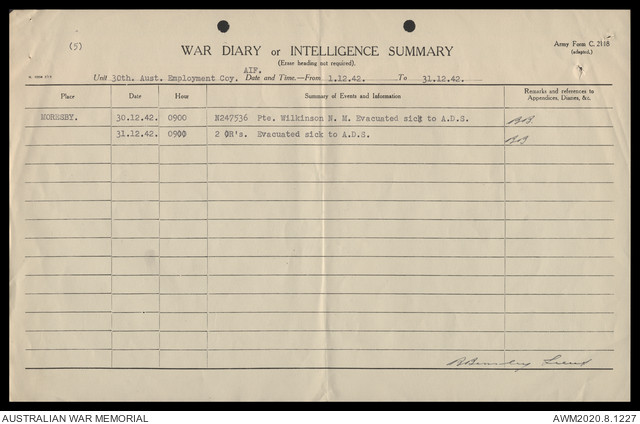 (5)
Army Form C. 2118
(adapted.)
WAR DIARY or INTELLIGENCE SUMMARY
(Erase heading not required).
Unit 30th. Aust. Employment Coy. AIF. Date and Time.—From 1.12.42. To 31.12.42.
Place Date Hour Summary of Events and Information Remarks and references to Appendices, Diaries, &c.
MORESBY. 30.12.42. 0900 N247536 Pte. Wilkinson N. M. Evacuated sick to A.D.S. BB
31.12.42. 0900 2 OR's. Evacuated sick to A.D.S. BB
Lieut
AUSTRALIAN WAR MEMORIAL AWM2020.8.1227